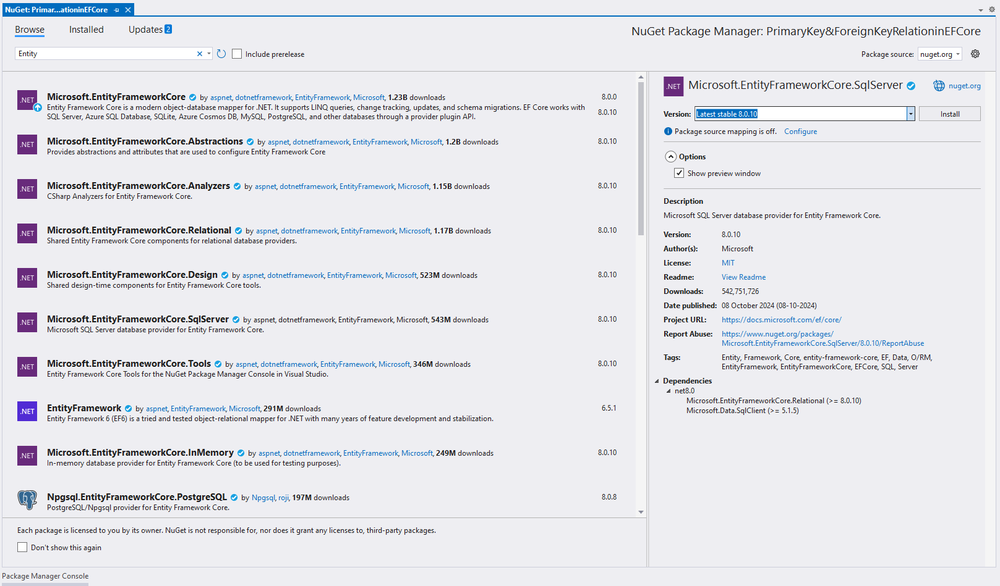 NuGet: Primar...ationinEFCore
Browse
Installed
Updates 2
NuGet Package Manager: PrimaryKey&ForeignKeyRelationinEFCore
Entity
Include prerelease
Package source: nuget.org
.NET
Microsoft.EntityFrameworkCore by aspnet, dotnetframework, EntityFramework, Microsoft, 1.23B downloads
8.0.0
Entity Framework Core is a modern object-database mapper for .NET. It supports LINQ queries, change tracking, updates, and schema migrations. EF Core works with
SQL Server, Azure SQL Database, SQLite, Azure Cosmos DB, MySQL, PostgreSQL, and other databases through a provider plugin API.
8.0.10
.NET
Microsoft.EntityFrameworkCore.Abstractions by aspnet, dotnetframework, EntityFramework, Microsoft, 1.2B downloads
8.0.10
Provides abstractions and attributes that are used to configure Entity Framework Core
.NET
Microsoft.EntityFrameworkCore.Analyzers by aspnet, dotnetframework, EntityFramework, Microsoft, 1.15B downloads
8.0.10
CSharp Analyzers for Entity Framework Core.
.NET
Microsoft.EntityFrameworkCore.Relational by aspnet, dotnetframework, EntityFramework, Microsoft, 1.17B downloads
8.0.10
Shared Entity Framework Core components for relational database providers.
.NET
Microsoft.EntityFrameworkCore.Design by aspnet, dotnetframework, EntityFramework, Microsoft, 523M downloads
8.0.10
Shared design-time components for Entity Framework Core tools.
.NET
Microsoft.EntityFrameworkCore.SqlServer by aspnet, dotnetframework, EntityFramework, Microsoft, 543M downloads
8.0.10
Microsoft SQL Server database provider for Entity Framework Core.
.NET
Microsoft.EntityFrameworkCore.Tools by aspnet, dotnetframework, EntityFramework, Microsoft, 346M downloads
8.0.10
Entity Framework Core Tools for the NuGet Package Manager Console in Visual Studio.
.NET
EntityFramework by aspnet, EntityFramework, Microsoft, 291M downloads
6.5.1
Entity Framework 6 (EF6) is a tried and tested object-relational mapper for .NET with many years of feature development and stabilization.
.NET
Microsoft.EntityFrameworkCore.InMemory by aspnet, dotnetframework, EntityFramework, Microsoft, 249M downloads
8.0.10
In-memory database provider for Entity Framework Core (to be used for testing purposes).
Npgsql.EntityFrameworkCore.PostgreSQL by Npgsql, roji, 197M downloads
8.0.8
PostgreSQL/Npgsql provider for Entity Framework Core.
Each package is licensed to you by its owner. NuGet is not responsible for, nor does it grant any licenses to, third-party packages.
Don't show this again
.NET
Microsoft.EntityFrameworkCore.SqlServer
nuget.org
Version: Latest stable 8.0.10
Install
Package source mapping is off. Configure
Options
Show preview window
Description
Microsoft SQL Server database provider for Entity Framework Core.
Version: 8.0.10
Author(s): Microsoft
License: MIT
Readme: View Readme
Downloads: 542,751,726
Date published: 08 October 2024 (08-10-2024)
Project URL: https://docs.microsoft.com/ef/core/
Report Abuse: https://www.nuget.org/packages/
Microsoft.EntityFrameworkCore.SqlServer/8.0.10/ReportAbuse
Tags: Entity, Framework, Core, entity-framework-core, EF, Data, O/RM,
EntityFramework, EntityFrameworkCore, EFCore, SQL, Server
Dependencies
net8.0
Microsoft.EntityFrameworkCore.Relational (>= 8.0.10)
Microsoft.Data.SqlClient (>= 5.1.5)
Package Manager Console